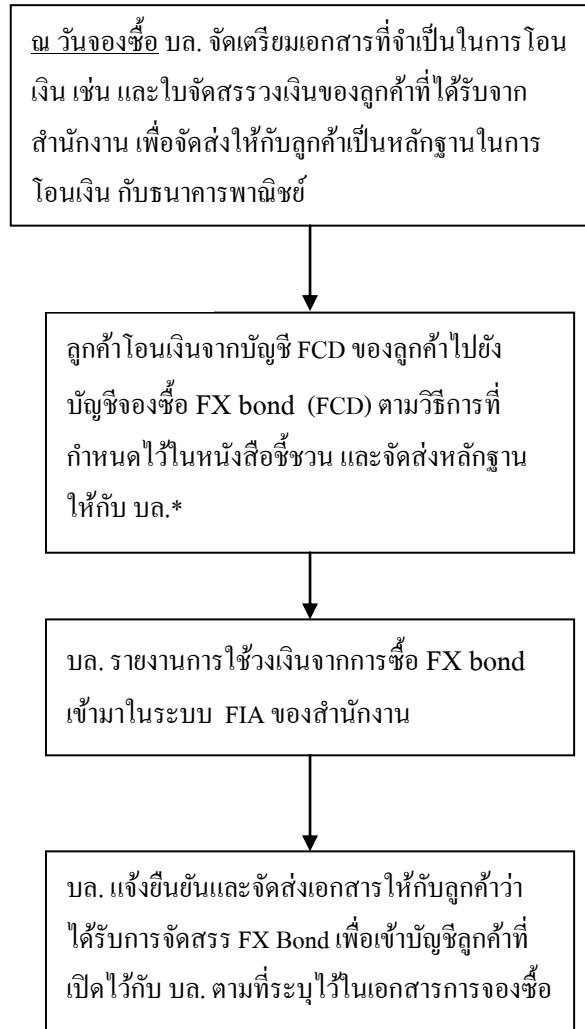 ณ วันจองซื้อ บล. จัดเตรียมเอกสารที่จำเป็นในการโอน
เงิน เช่น และใบจัดสรรวงเงินของลูกค้าที่ได้รับจาก
สำนักงาน เพื่อจัดส่งให้กับลูกค้าเป็นหลักฐานในการ
โอนเงิน กับธนาคารพาณิชย์
ลูกค้าโอนเงินจากบัญชี FCD ของลูกค้าไปยัง
บัญชีจองซื้อ FX bond (FCD) ตามวิธีการที่
กำหนดไว้ในหนังสือชี้ชวน และจัดส่งหลักฐาน
ให้กับ บล.*
บล. รายงานการใช้วงเงินจากการซื้อ FX bond
เข้ามาในระบบ FIA ของสำนักงาน
บล. แจ้งยืนยันและจัดส่งเอกสารให้กับลูกค้าว่า
ได้รับการจัดสรร FX Bond เพื่อเข้าบัญชีลูกค้าที่
เปิดไว้กับ บล. ตามที่ระบุไว้ในเอกสารการจองซื้อ